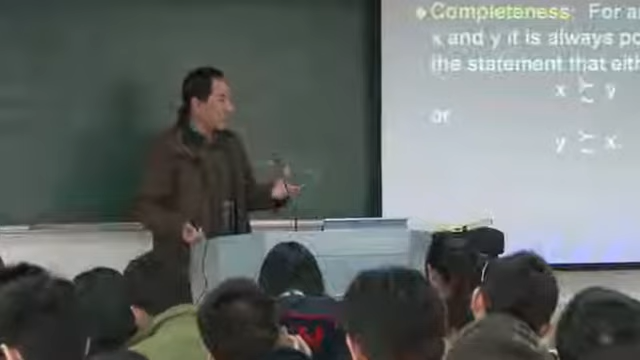 Completeness: For a
x and y it is always po
the statement that eith
x ≿ y
or
y ≿ x.